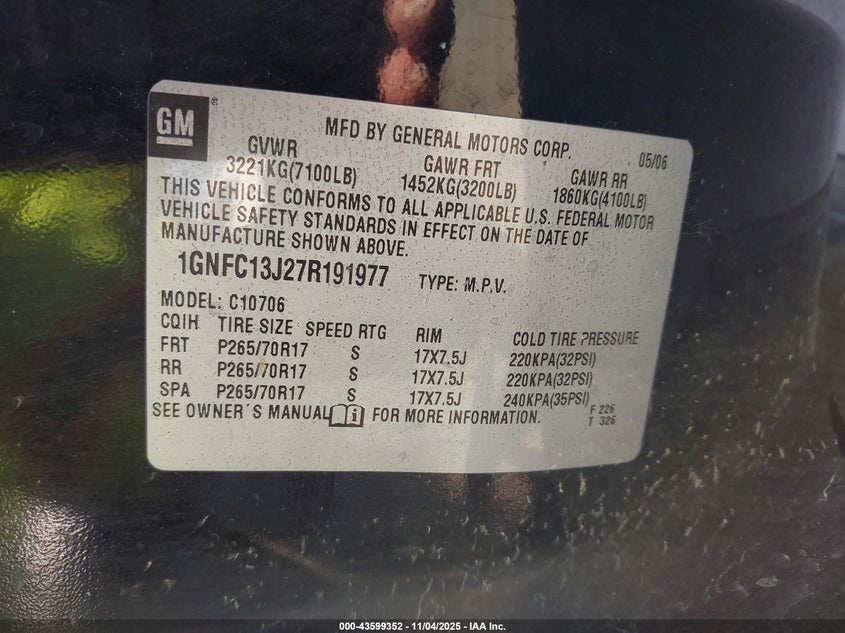 GM ®
MFD BY GENERAL MOTORS CORP. 05/06
GVWR GAWR FRT GAWR RR
3221KG(7100LB) 1452KG(3200LB) 1860KG(4100LB)
THIS VEHICLE CONFORMS TO ALL APPLICABLE U.S. FEDERAL MOTOR
VEHICLE SAFETY STANDARDS IN EFFECT ON THE DATE OF
MANUFACTURE SHOWN ABOVE.
1GNFC13J27R191977 TYPE: M.P.V.
MODEL: C10706
CQIH TIRE SIZE SPEED RTG RIM COLD TIRE PRESSURE
FRT P265/70R17 S 17X7.5J 220KPA(32PSI)
RR P265/70R17 S 17X7.5J 220KPA(32PSI)
SPA P265/70R17 S 17X7.5J 240KPA(35PSI)
SEE OWNER´S MANUAL i FOR MORE INFORMATION. F 226
T 326
000-43599352 - 11/04/2025 - IAA Inc.